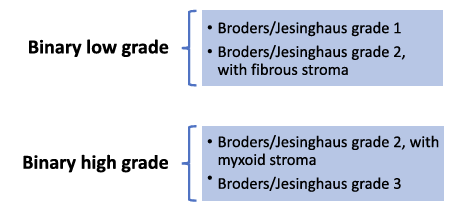 Binary low grade
• Broders/Jesinghaus grade 1
• Broders/Jesinghaus grade 2,
with fibrous stroma
Binary high grade
• Broders/Jesinghaus grade 2, with
myxoid stroma
• Broders/Jesinghaus grade 3